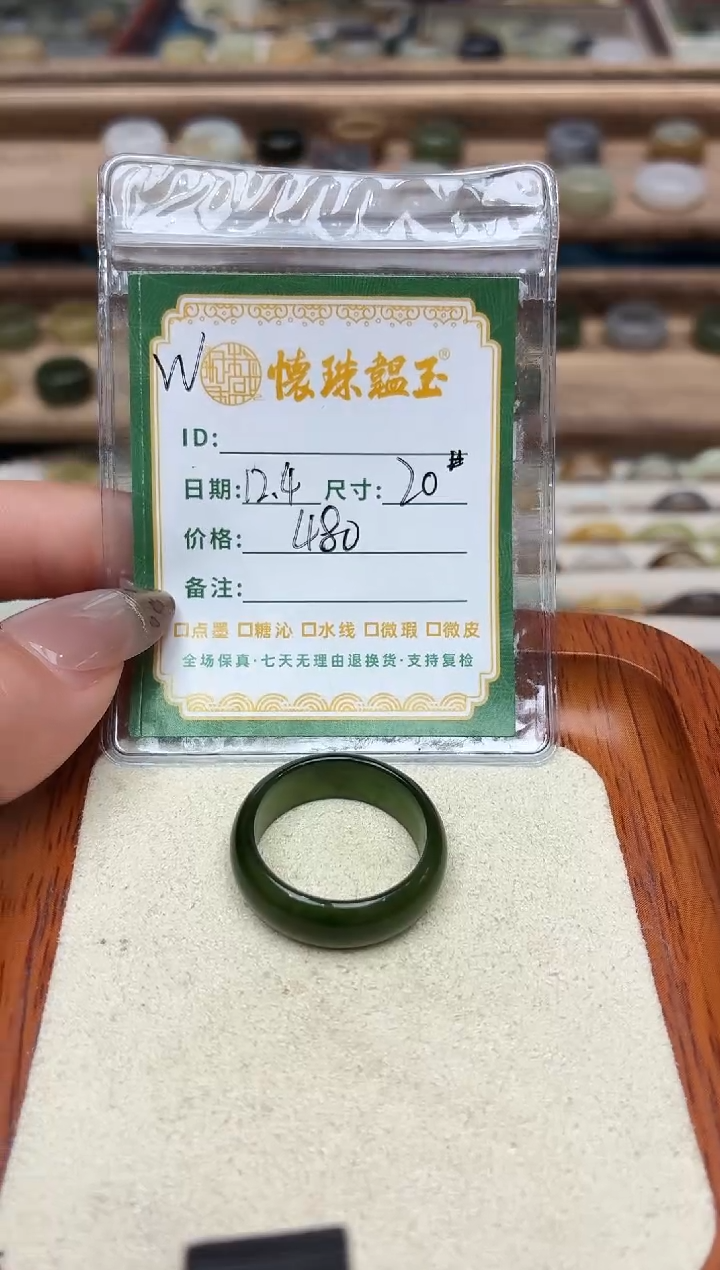 W 懷珠韞玉®
ID:
日期:12.4 尺寸:20#
价格: 480
备注:
□点墨 □糖沁 □水线 □微瑕 □微皮
全场保真·七天无理由退换货·支持复检